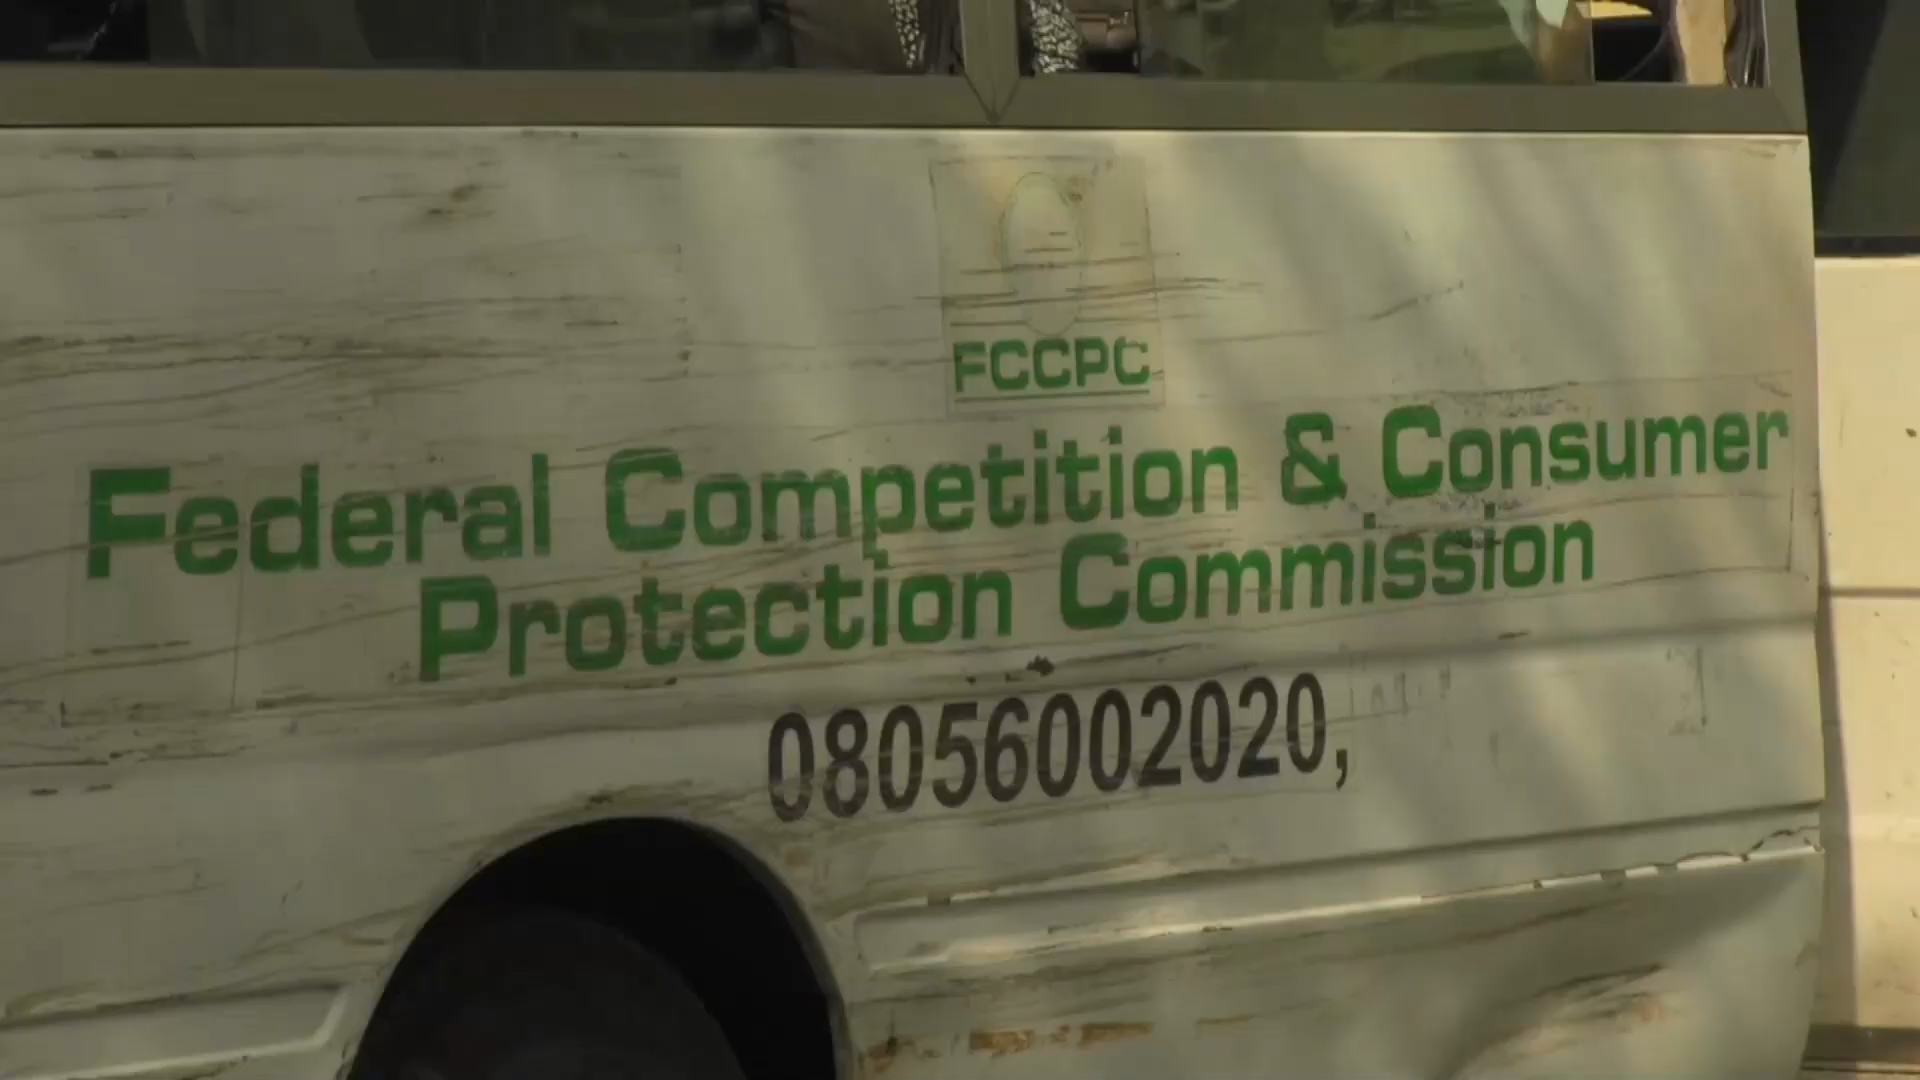 FCCPC
Federal Competition & Consumer
Protection Commission
08056002020,